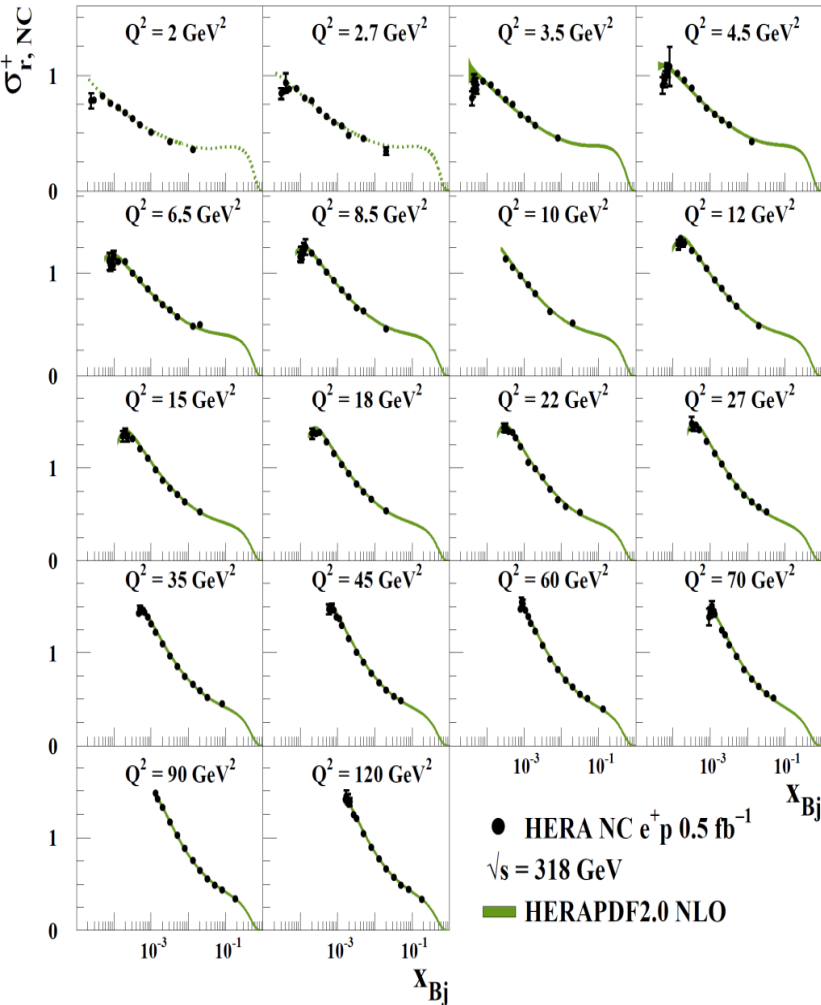 σ⁺r, NC
Q² = 2 GeV² Q² = 2.7 GeV² Q² = 3.5 GeV² Q² = 4.5 GeV²
1
0
Q² = 6.5 GeV² Q² = 8.5 GeV² Q² = 10 GeV² Q² = 12 GeV²
1
0
Q² = 15 GeV² Q² = 18 GeV² Q² = 22 GeV² Q² = 27 GeV²
1
0
Q² = 35 GeV² Q² = 45 GeV² Q² = 60 GeV² Q² = 70 GeV²
1
0
10⁻³ 10⁻¹ 10⁻³ 10⁻¹
xBj
Q² = 90 GeV² Q² = 120 GeV²
1
0
10⁻³ 10⁻¹ 10⁻³ 10⁻¹
xBj
HERA NC e⁺p 0.5 fb⁻¹
√s = 318 GeV
HERAPDF2.0 NLO